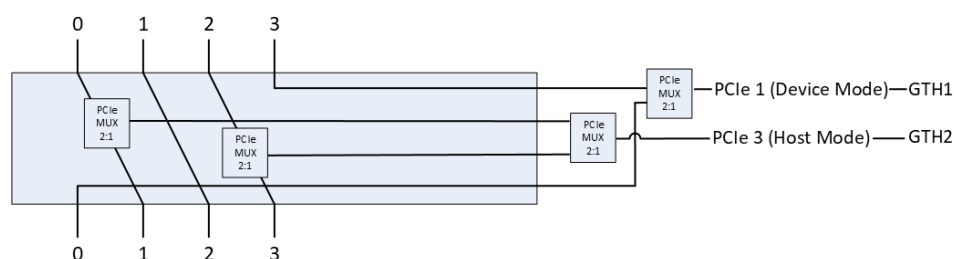 0 1 2 3
PCIe
MUX
2:1
PCIe 1 (Device Mode) GTH1
PCIe
MUX
2:1
PCIe
MUX
2:1
PCIe 3 (Host Mode) GTH2
PCIe
MUX
2:1
0 1 2 3